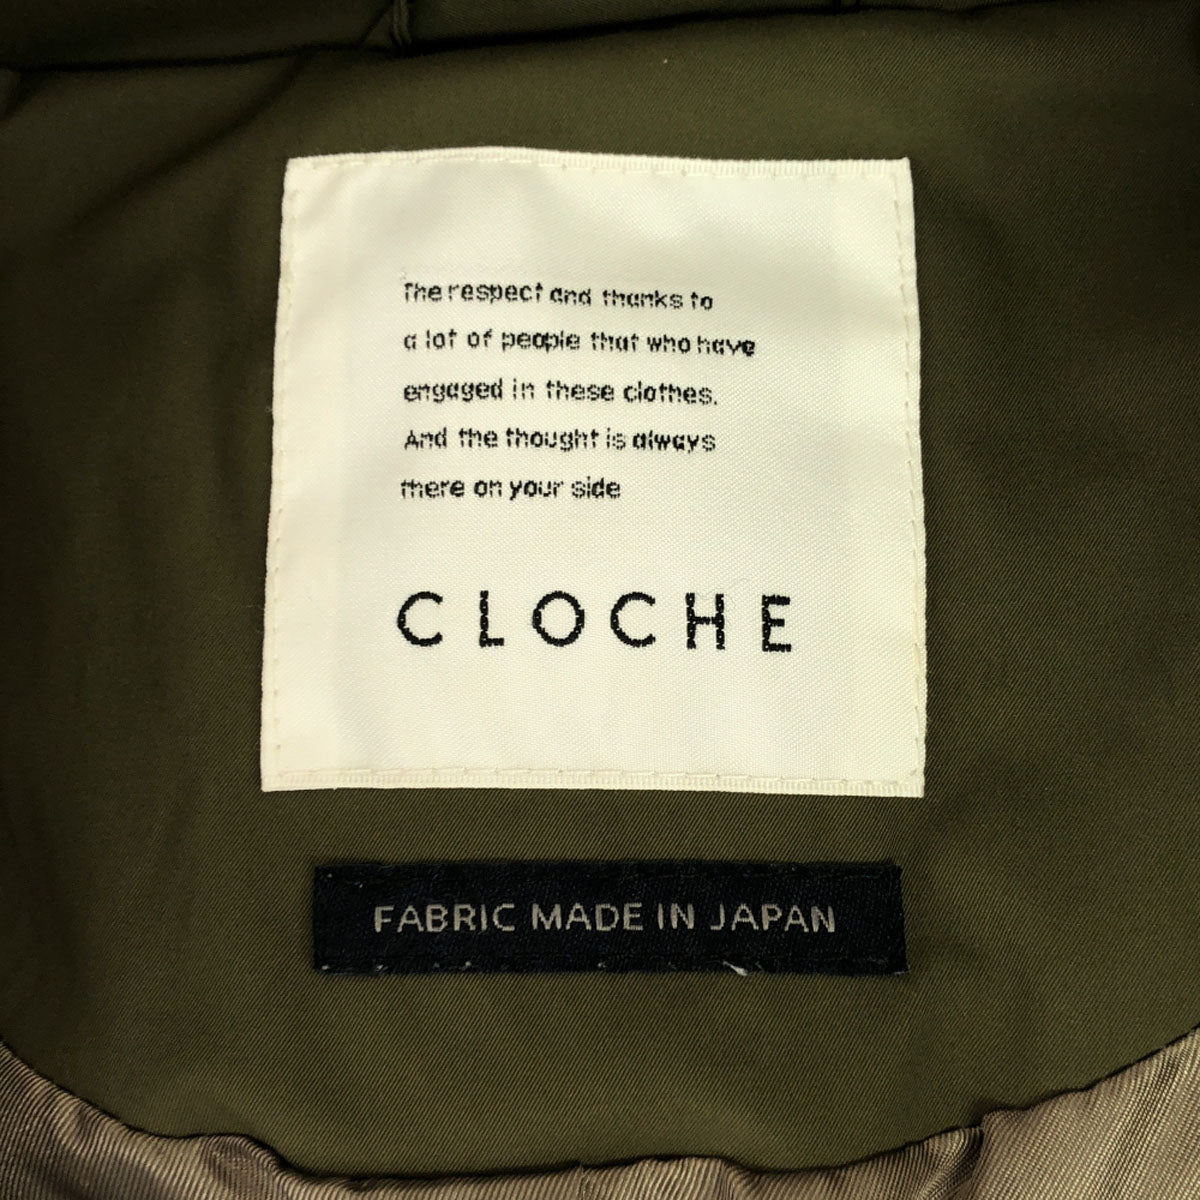 The respect and thanks to
a lot of people that who have
engaged in these clothes.
And the thought is always
there on your side
CLOCHE
FABRIC MADE IN JAPAN